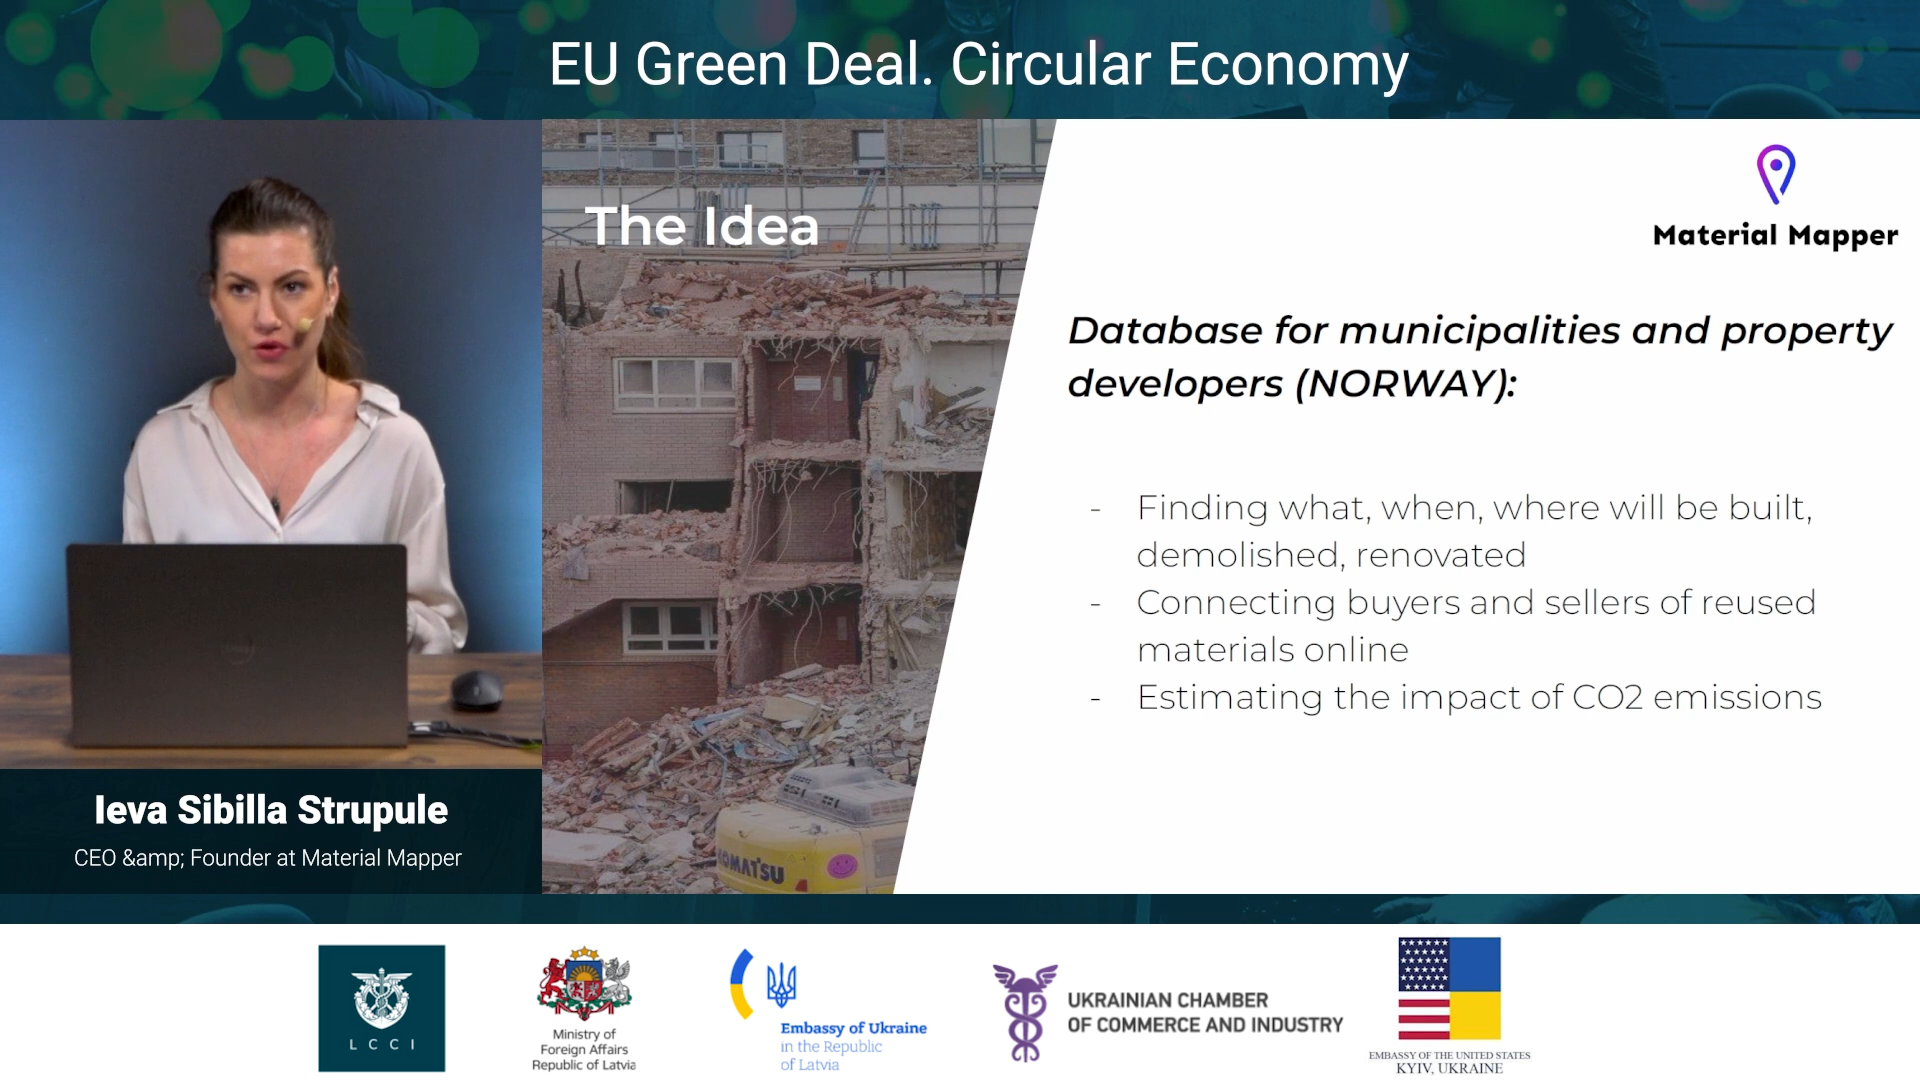 EU Green Deal. Circular Economy
The Idea
Material Mapper
Database for municipalities and property
developers (NORWAY):
- Finding what, when, where will be built,
demolished, renovated
- Connecting buyers and sellers of reused
materials online
- Estimating the impact of CO2 emissions
KOMATSU
Ieva Sibilla Strupule
CEO &amp; Founder at Material Mapper
LCCI
Ministry of
Foreign Affairs
Republic of Latvia
Embassy of Ukraine
in the Republic
of Latvia
UKRAINIAN CHAMBER
OF COMMERCE AND INDUSTRY
EMBASSY OF THE UNITED STATES
KYIV, UKRAINE